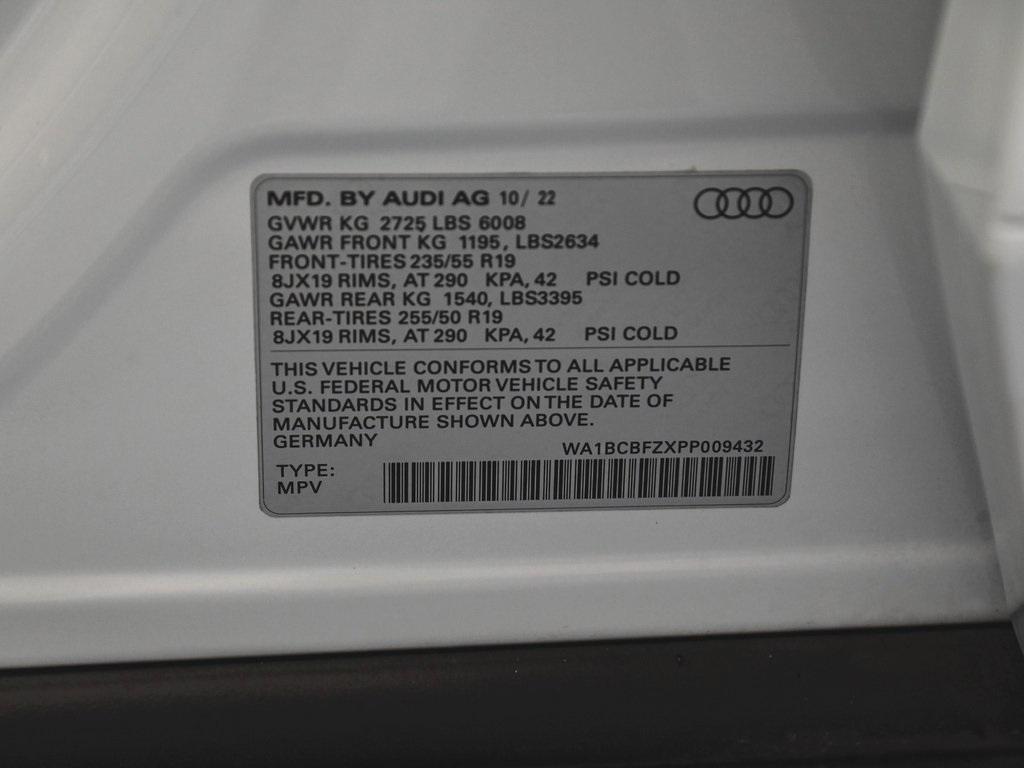 MFD. BY AUDI AG 10/ 22
GVWR KG 2725 LBS 6008
GAWR FRONT KG 1195, LBS2634
FRONT-TIRES 235/55 R19
8JX19 RIMS, AT 290 KPA, 42 PSI COLD
GAWR REAR KG 1540, LBS3395
REAR-TIRES 255/50 R19
8JX19 RIMS, AT 290 KPA, 42 PSI COLD
THIS VEHICLE CONFORMS TO ALL APPLICABLE
U.S. FEDERAL MOTOR VEHICLE SAFETY
STANDARDS IN EFFECT ON THE DATE OF
MANUFACTURE SHOWN ABOVE.
GERMANY
WA1BCBFZXPP009432
TYPE:
MPV